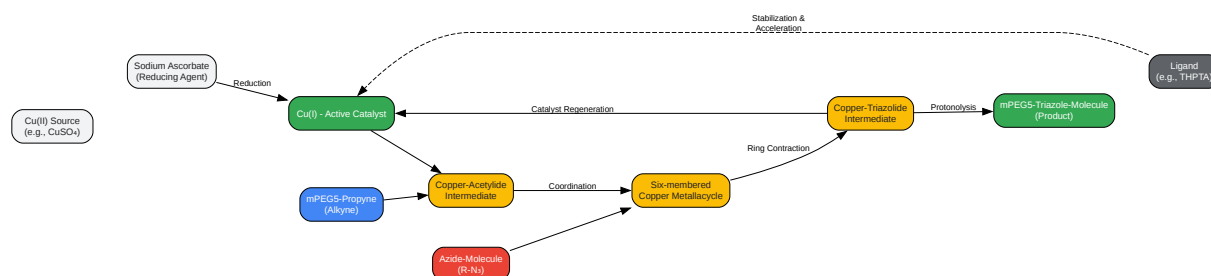 Stabilization &
Acceleration
Sodium Ascorbate
(Reducing Agent)
Ligand
(e.g., THPTA)
Reduction
Cu(II) Source
(e.g., CuSO₄)
Cu(I) - Active Catalyst
Catalyst Regeneration
Copper-Triazolide
Intermediate
Protonolysis
mPEG5-Triazole-Molecule
(Product)
Ring Contraction
mPEG5-Propyne
(Alkyne)
Copper-Acetylide
Intermediate
Coordination
Six-membered
Copper Metallacycle
Azide-Molecule
(R-N₃)